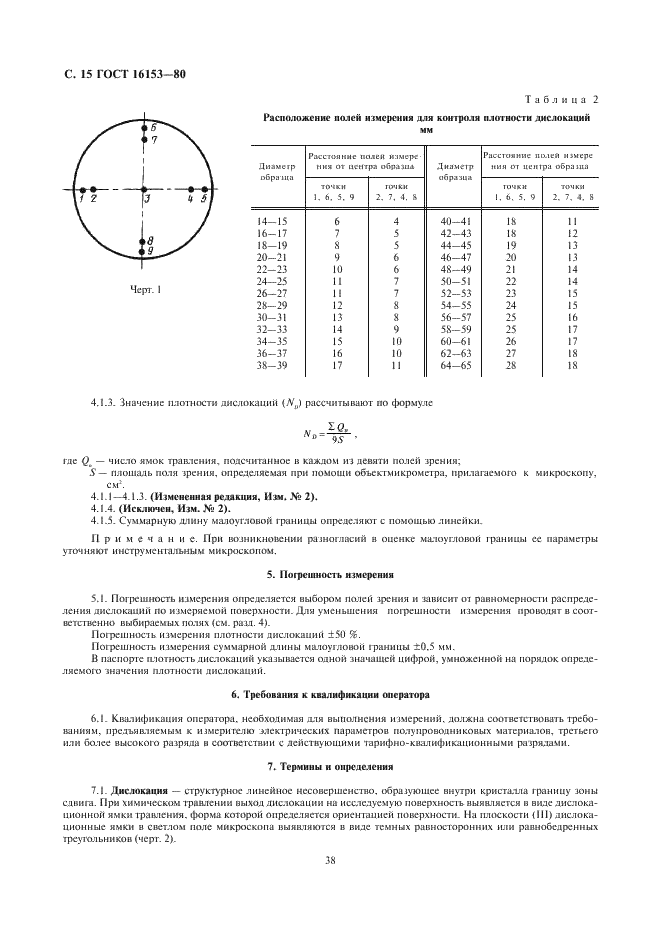 С. 15 ГОСТ 16153—80
Таблица 2
Расположение полей измерения для контроля плотности дислокаций
мм
6
7
1 2 3 4 5
8
9
Черт. 1
Диаметр образца | Расстояние полей измерения от центра образца | Диаметр образца | Расстояние полей измерения от центра образца
точки 1, 6, 5, 9 | точки 2, 7, 4, 8 | точки 1, 6, 5, 9 | точки 2, 7, 4, 8
14—15 6 4 40—41 18 11
16—17 7 5 42—43 18 12
18—19 8 5 44—45 19 13
20—21 9 6 46—47 20 13
22—23 10 6 48—49 21 14
24—25 11 7 50—51 22 14
26—27 11 7 52—53 23 15
28—29 12 8 54—55 24 15
30—31 13 8 56—57 25 16
32—33 14 9 58—59 25 17
34—35 15 10 60—61 26 17
36—37 16 10 62—63 27 18
38—39 17 11 64—65 28 18
4.1.3. Значение плотности дислокаций (N_D) рассчитывают по формуле
N_D = Σ Q_n / 9S ,
где Q_n — число ямок травления, подсчитанное в каждом из девяти полей зрения;
S — площадь поля зрения, определяемая при помощи объектмикрометра, прилагаемого к микроскопу,
см².
4.1.1—4.1.3. (Измененная редакция, Изм. № 2).
4.1.4. (Исключен, Изм. № 2).
4.1.5. Суммарную длину малоугловой границы определяют с помощью линейки.
Примечание. При возникновении разногласий в оценке малоугловой границы ее параметры
уточняют инструментальным микроскопом.
5. Погрешность измерения
5.1. Погрешность измерения определяется выбором полей зрения и зависит от равномерности распреде-
ления дислокаций по измеряемой поверхности. Для уменьшения погрешности измерения проводят в соот-
ветственно выбираемых полях (см. разд. 4).
Погрешность измерения плотности дислокаций ±50 %.
Погрешность измерения суммарной длины малоугловой границы ±0,5 мм.
В паспорте плотность дислокаций указывается одной значащей цифрой, умноженной на порядок опреде-
ляемого значения плотности дислокаций.
6. Требования к квалификации оператора
6.1. Квалификация оператора, необходимая для выполнения измерений, должна соответствовать требо-
ваниям, предъявляемым к измерителю электрических параметров полупроводниковых материалов, третьего
или более высокого разряда в соответствии с действующими тарифно-квалификационными разрядами.
7. Термины и определения
7.1. Дислокация — структурное линейное несовершенство, образующее внутри кристалла границу зоны
сдвига. При химическом травлении выход дислокации на исследуемую поверхность выявляется в виде дислока-
ционной ямки травления, форма которой определяется ориентацией поверхности. На плоскости (III) дислока-
ционные ямки в светлом поле микроскопа выявляются в виде темных равносторонних или равнобедренных
треугольников (черт. 2).
38